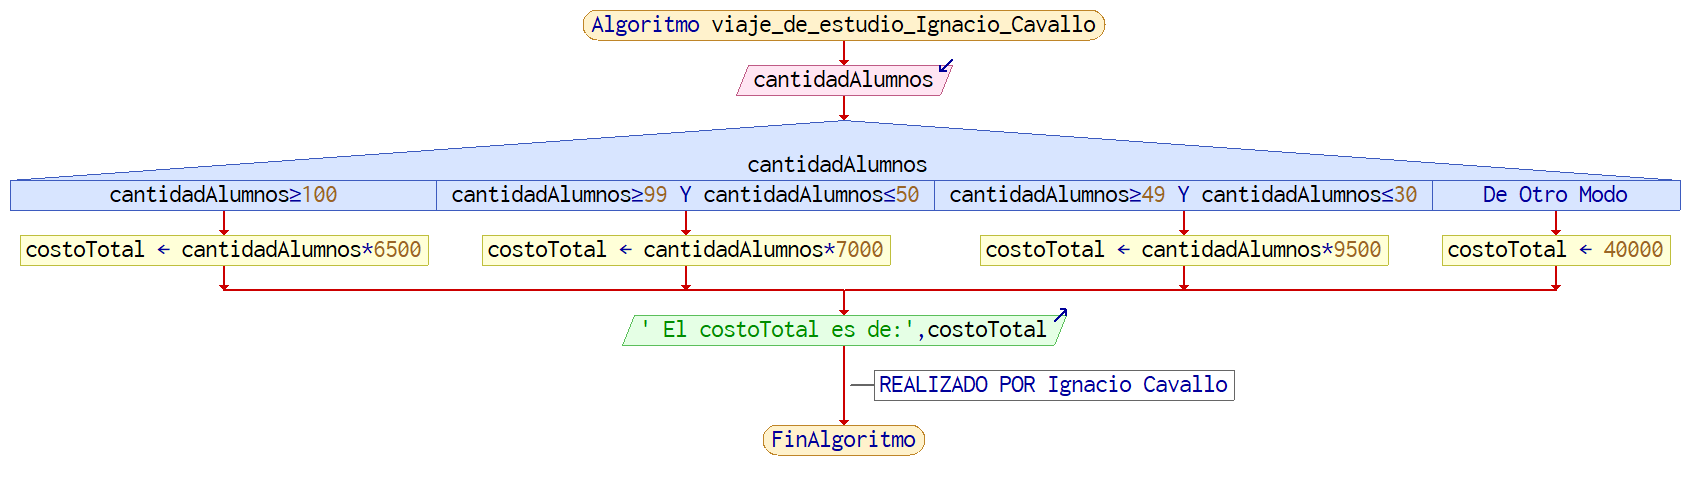 Algoritmo viaje_de_estudio_Ignacio_Cavallo
cantidadAlumnos
cantidadAlumnos
cantidadAlumnos≥100
cantidadAlumnos≥99 Y cantidadAlumnos≤50
cantidadAlumnos≥49 Y cantidadAlumnos≤30
De Otro Modo
costoTotal ← cantidadAlumnos*6500
costoTotal ← cantidadAlumnos*7000
costoTotal ← cantidadAlumnos*9500
costoTotal ← 40000
' El costoTotal es de:',costoTotal
REALIZADO POR Ignacio Cavallo
FinAlgoritmo